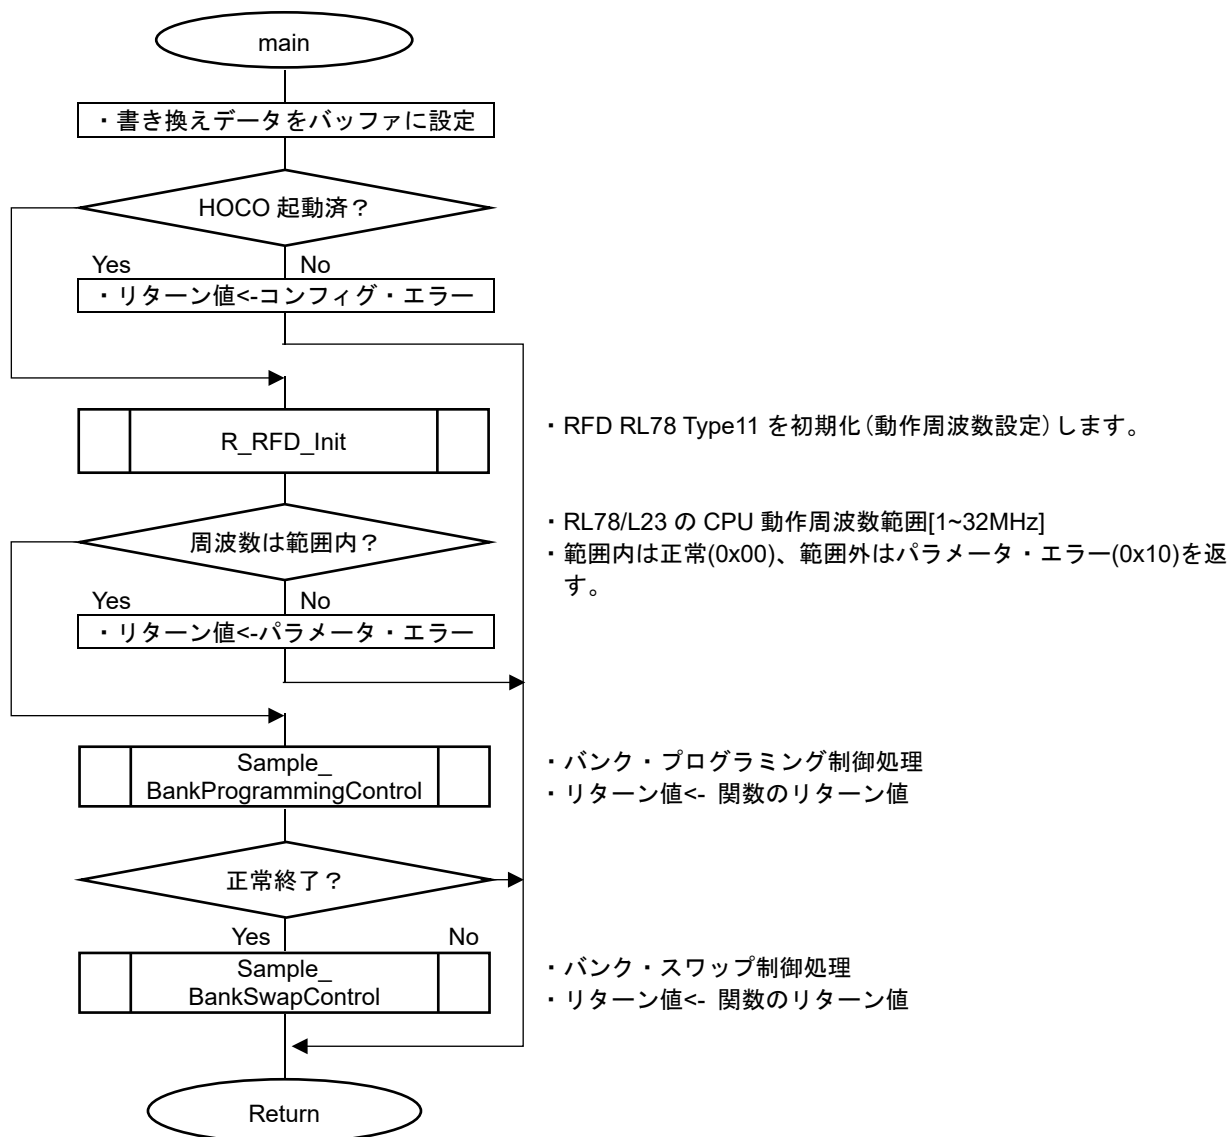 main
・書き換えデータをバッファに設定
HOCO 起動済？
Yes
No
・リターン値<-コンフィグ・エラー
R_RFD_Init
・RFD RL78 Type11 を初期化（動作周波数設定）します。
周波数は範囲内？
・RL78/L23 の CPU 動作周波数範囲[1~32MHz]
・範囲内は正常(0x00)、範囲外はパラメータ・エラー(0x10)を返
す。
Yes
No
・リターン値<-パラメータ・エラー
Sample_
BankProgrammingControl
・バンク・プログラミング制御処理
・リターン値<- 関数のリターン値
正常終了？
Yes
No
Sample_
BankSwapControl
・バンク・スワップ制御処理
・リターン値<- 関数のリターン値
Return